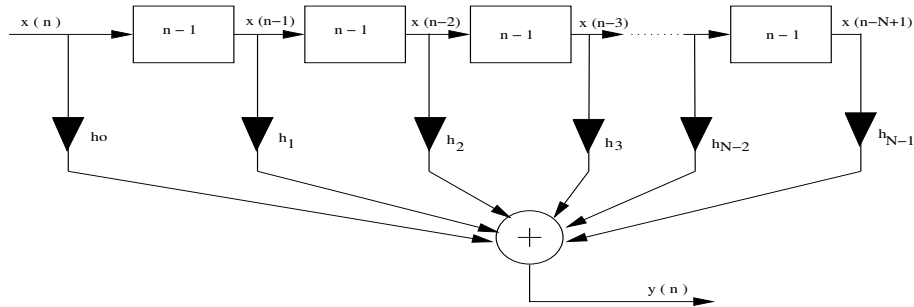 x ( n )
n – 1
x (n–1)
n – 1
x (n–2)
n – 1
x (n–3)
n – 1
x (n–N+1)
ho
h1
h2
h3
hN–2
hN–1
+
y ( n )